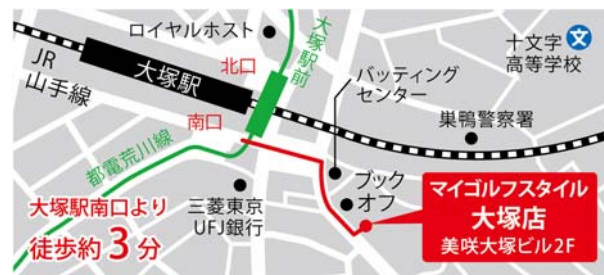 ロイヤルホスト
大塚駅前
十文字
高等学校
文
JR
山手線
大塚駅
北口
バッティング
センター
巣鴨警察署
南口
都電荒川線
ブック
オフ
三菱東京
UFJ銀行
大塚駅南口より
徒歩約3分
マイゴルフスタイル
大塚店
美咲大塚ビル2F